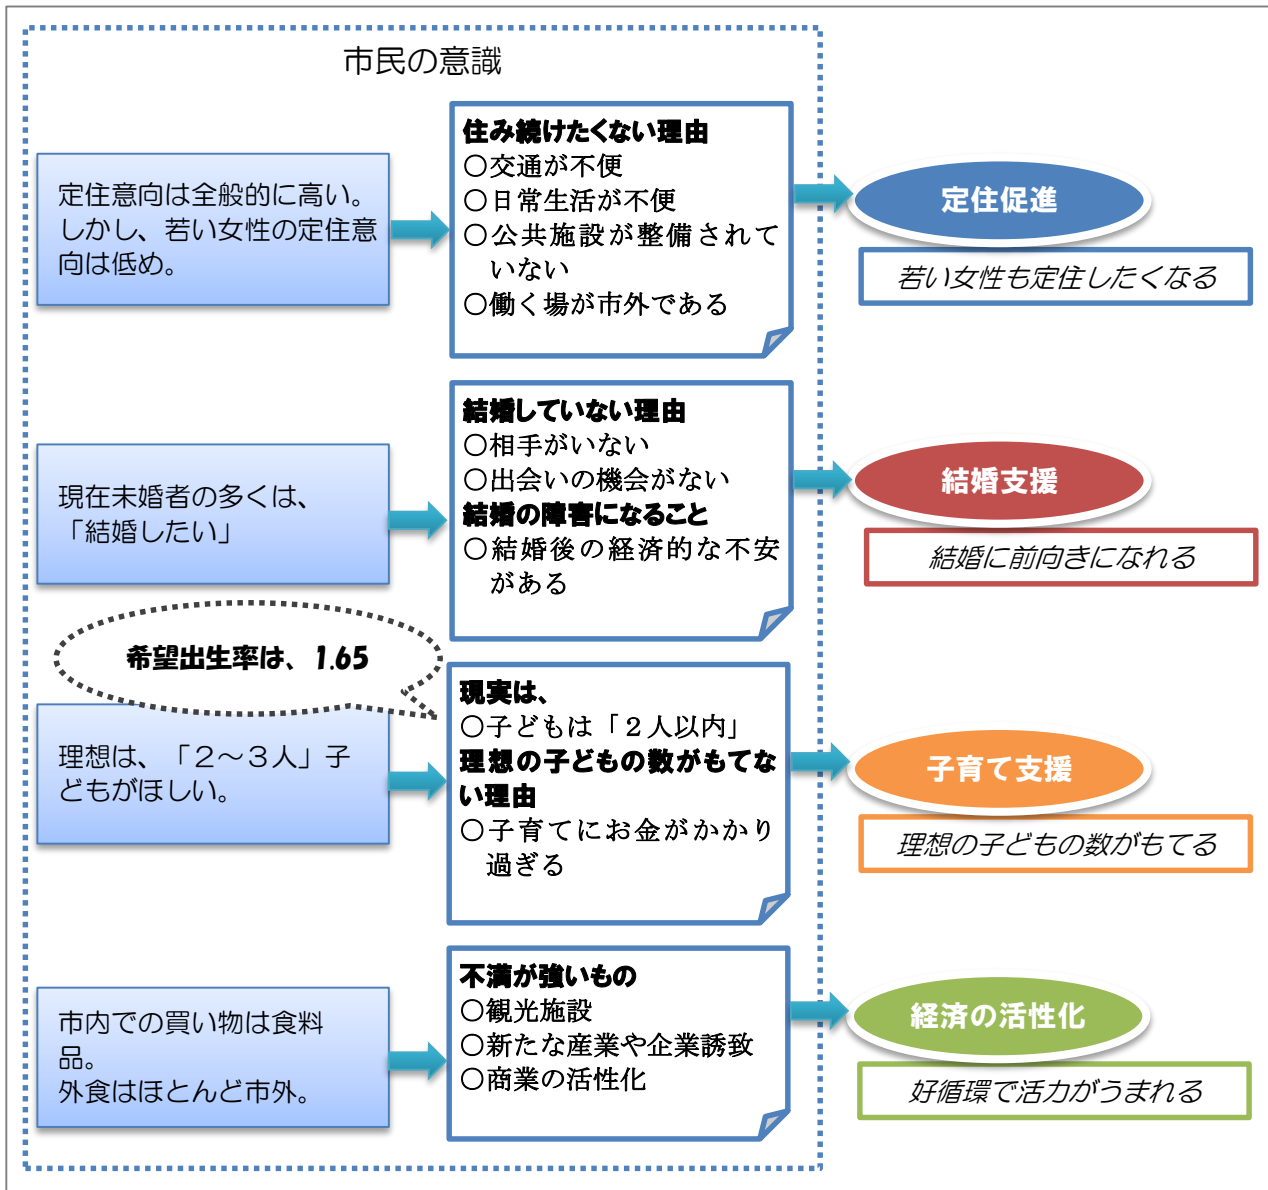 市民の意識
定住意向は全般的に高い。
しかし、若い女性の定住意
向は低め。
住み続けたくない理由
○交通が不便
○日常生活が不便
○公共施設が整備されて
いない
○働く場が市外である
定住促進
若い女性も定住したくなる
現在未婚者の多くは、
「結婚したい」
結婚していない理由
○相手がいない
○出会いの機会がない
結婚の障害になること
○結婚後の経済的な不安
がある
結婚支援
結婚に前向きになれる
希望出生率は、1.65
理想は、「２～３人」子
どもがほしい。
現実は、
○子どもは「２人以内」
理想の子どもの数がもてな
い理由
○子育てにお金がかかり
過ぎる
子育て支援
理想の子どもの数がもてる
市内での買い物は食料
品。
外食はほとんど市外。
不満が強いもの
○観光施設
○新たな産業や企業誘致
○商業の活性化
経済の活性化
好循環で活力がうまれる